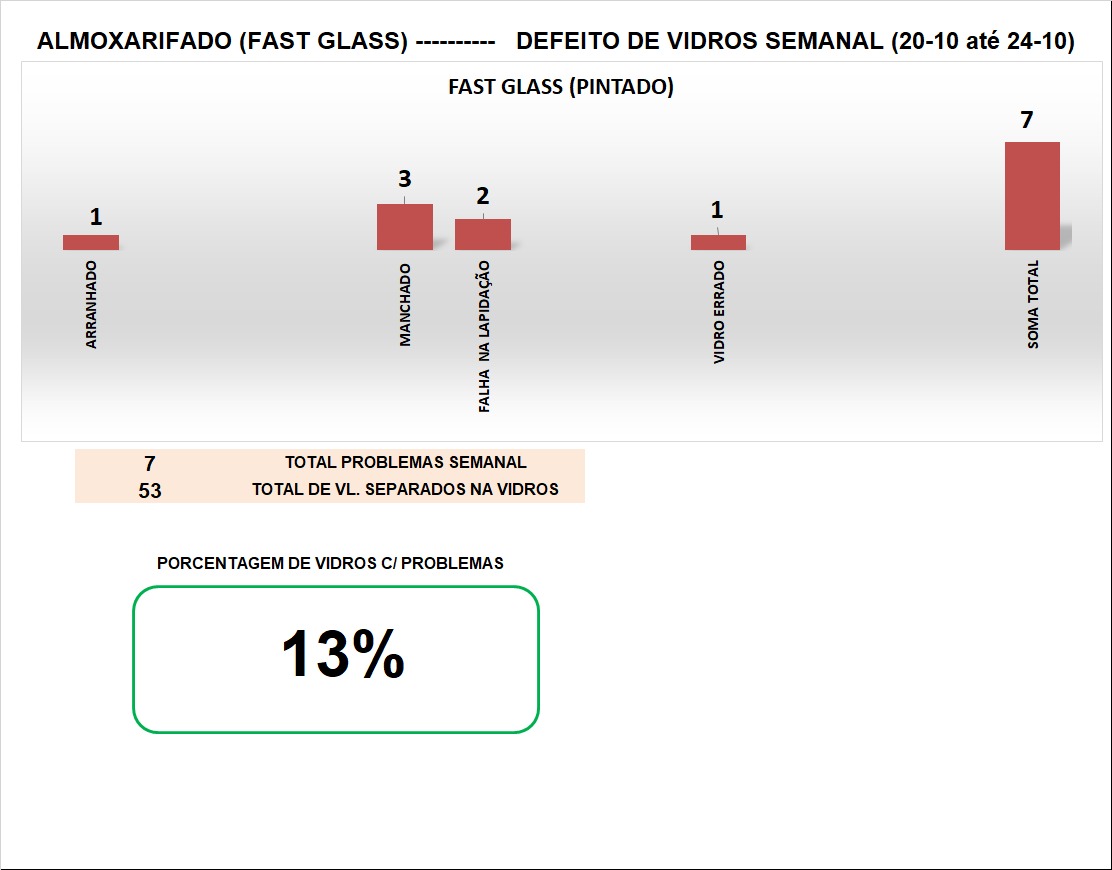 ALMOXARIFADO (FAST GLASS) ---------- DEFEITO DE VIDROS SEMANAL (20-10 até 24-10)
FAST GLASS (PINTADO)
1
3
2
1
7
ARRANHADO
MANCHADO
FALHA NA LAPIDAÇÃO
VIDRO ERRADO
SOMA TOTAL
7 TOTAL PROBLEMAS SEMANAL
53 TOTAL DE VL. SEPARADOS NA VIDROS
PORCENTAGEM DE VIDROS C/ PROBLEMAS
13%